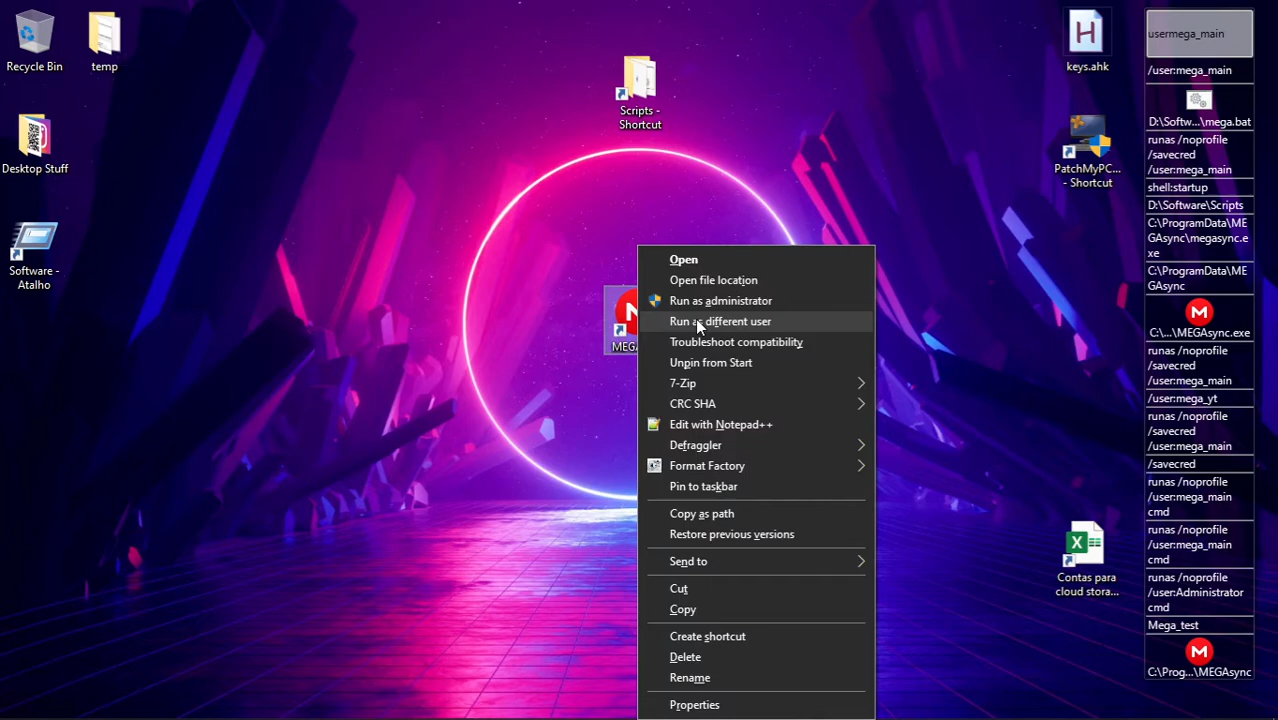 Recycle Bin
temp
Desktop Stuff
Software -
Atalho
Scripts -
Shortcut
Open
Open file location
Run as administrator
Run as different user
Troubleshoot compatibility
Unpin from Start
7-Zip
CRC SHA
Edit with Notepad++
Defraggler
Format Factory
Pin to taskbar
Copy as path
Restore previous versions
Send to
Cut
Copy
Create shortcut
Delete
Rename
Properties
H
keys.ahk
PatchMyPC...
- Shortcut
Contas para
cloud stora...
usermega_main
/user:mega_main
D:\Softw...\mega.bat
runas /noprofile
/savecred
/user:mega_main
shell:startup
D:\Software\Scripts
C:\ProgramData\ME
GAsync\megasync.e
xe
C:\ProgramData\ME
GAsync
C:\...\MEGAsync.exe
runas /noprofile
/savecred
/user:mega_main
/user:mega_yt
runas /noprofile
/savecred
/user:mega_main
/savecred
runas /noprofile
/user:mega_main
cmd
runas /noprofile
/user:mega_main
cmd
runas /noprofile
/user:Administrator
cmd
Mega_test
C:\Prog...\MEGAsync